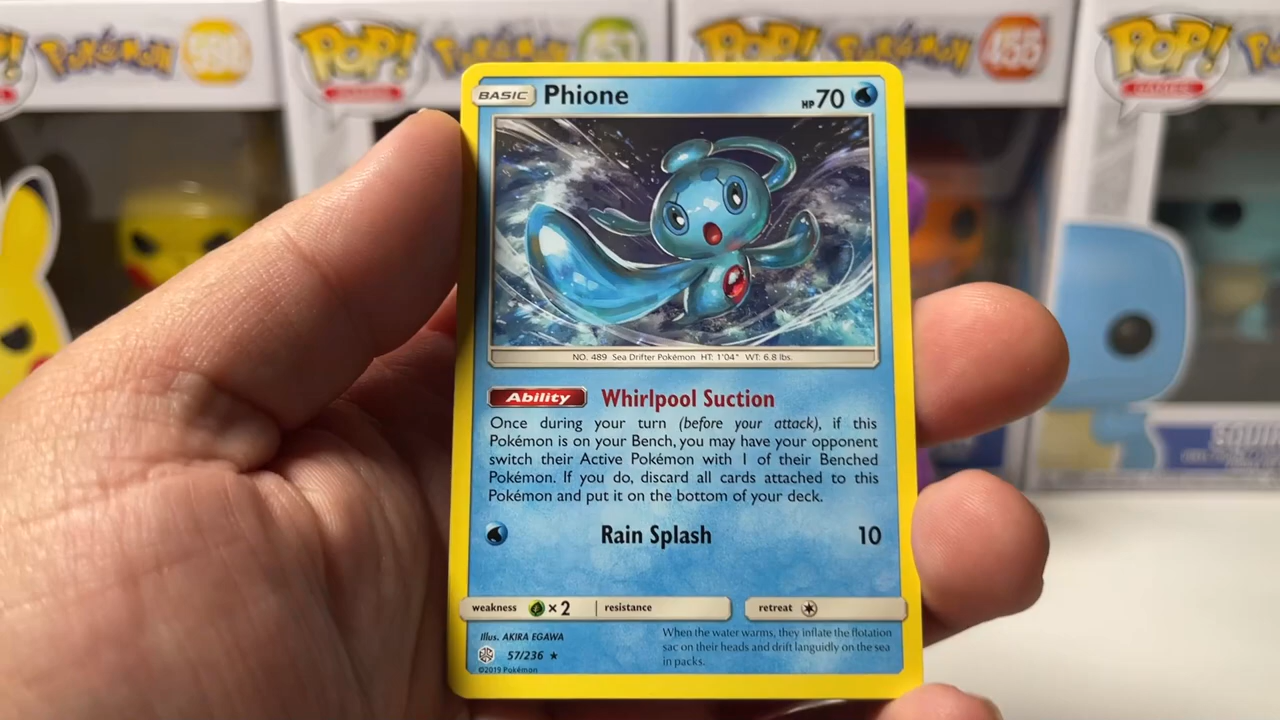 POP!
Pokémon
POP!
Pokémon
553
POP!
Pokémon
455
POP!
GAMES
BASIC Phione HP 70
NO. 489 Sea Drifter Pokémon HT: 1'04" WT: 6.8 lbs.
Ability Whirlpool Suction
Once during your turn (before your attack), if this
Pokémon is on your Bench, you may have your opponent
switch their Active Pokémon with 1 of their Benched
Pokémon. If you do, discard all cards attached to this
Pokémon and put it on the bottom of your deck.
Rain Splash 10
weakness ×2 resistance retreat
Illus. AKIRA EGAWA
57/236 ★
©2019 Pokémon
When the water warms, they inflate the flotation
sac on their heads and drift languidly on the sea
in packs.